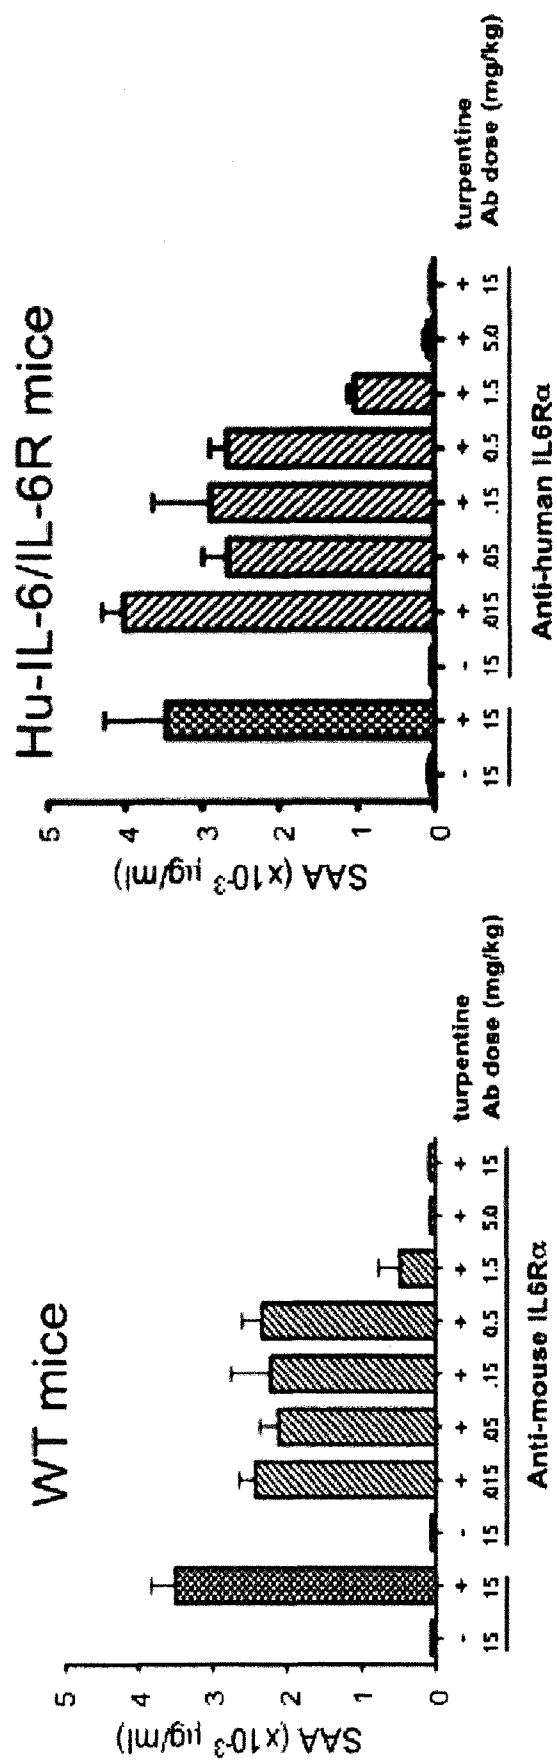 WT mice
SAA (x10⁻³ µg/ml)
5
4
3
2
1
0
- + - + + + + + + + turpentine
15 15 15 .015 .05 .15 0.5 1.5 5.0 15 Ab dose (mg/kg)
Anti-mouse IL6Rα
Hu-IL-6/IL-6R mice
SAA (x10⁻³ µg/ml)
5
4
3
2
1
0
- + - + + + + + + + turpentine
15 15 15 .015 .05 .15 0.5 1.5 5.0 15 Ab dose (mg/kg)
Anti-human IL6Rα